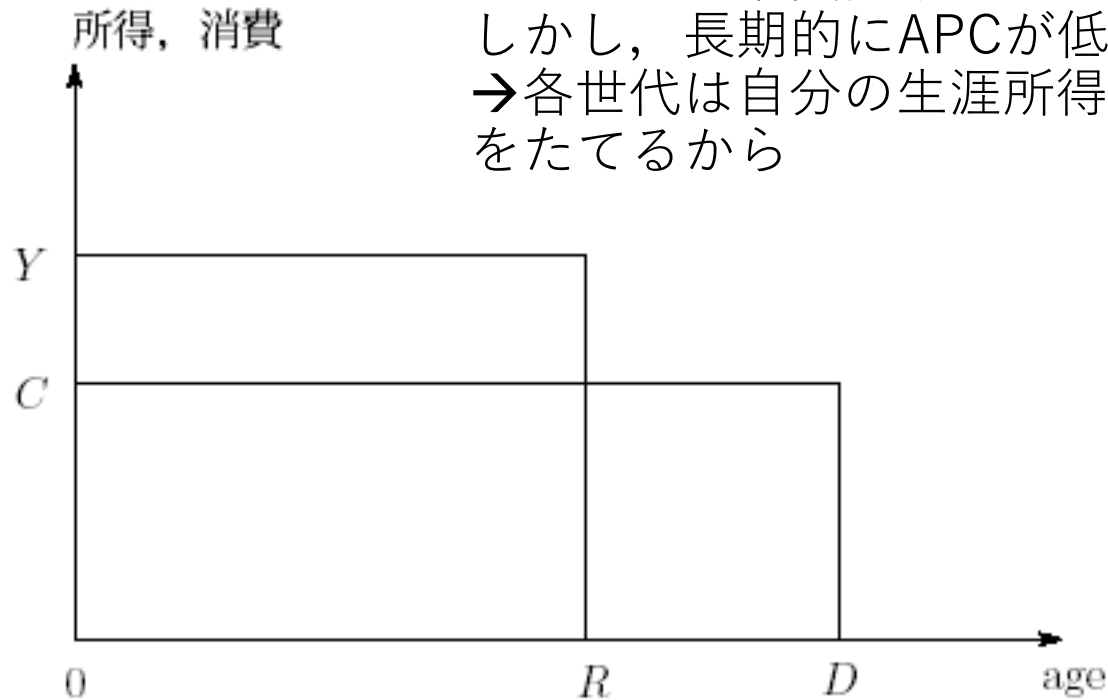 所得，消費
しかし，長期的にAPCが低
→各世代は自分の生涯所得
をたてるから
Y
C
0
R
D
age